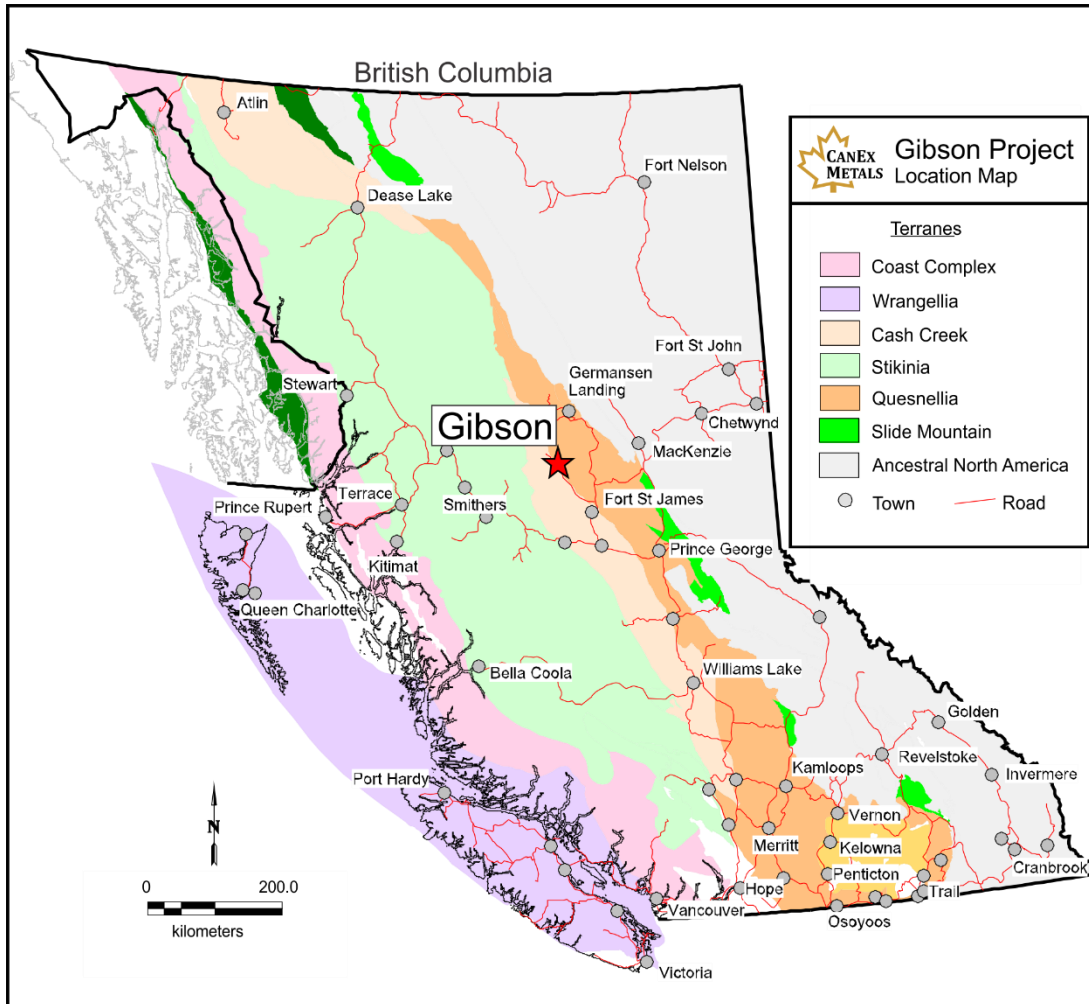 British Columbia
Atlin
Dease Lake
Fort Nelson
CANEX
METALS
Gibson Project
Location Map
Terranes
Coast Complex
Wrangellia
Cash Creek
Stikinia
Quesnellia
Slide Mountain
Ancestral North America
Town
Road
Fort St John
Germansen
Landing
Stewart
Chetwynd
Gibson
MacKenzie
Terrace
Smithers
Fort St James
Prince Rupert
Prince George
Kitimat
Queen Charlotte
Bella Coola
Williams Lake
Golden
Revelstoke
Port Hardy
Kamloops
Invermere
Vernon
Merritt
Kelowna
Cranbrook
Penticton
Hope
Trail
Vancouver
Osoyoos
Victoria
N
0
200.0
kilometers